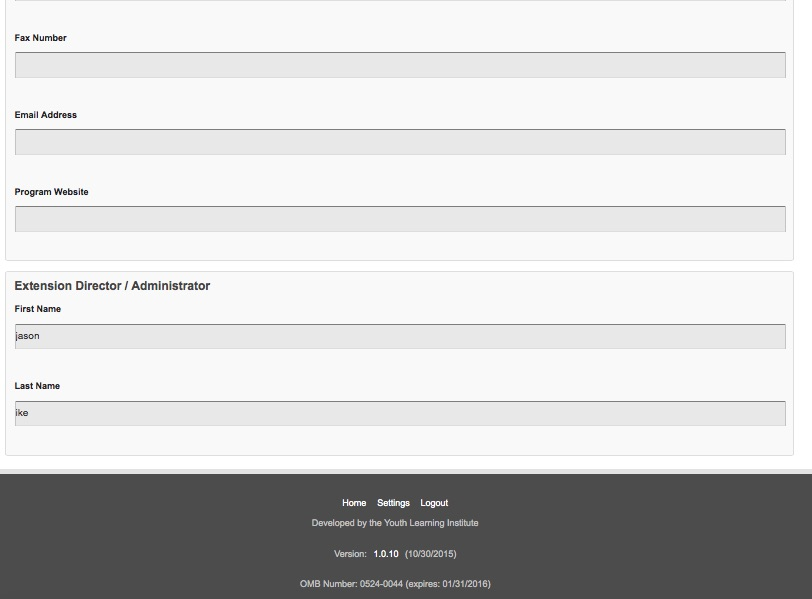 Fax Number
Email Address
Program Website
Extension Director / Administrator
First Name
jason
Last Name
ike
Home Settings Logout
Developed by the Youth Learning Institute
Version: 1.0.10 (10/30/2015)
OMB Number: 0524-0044 (expires: 01/31/2016)